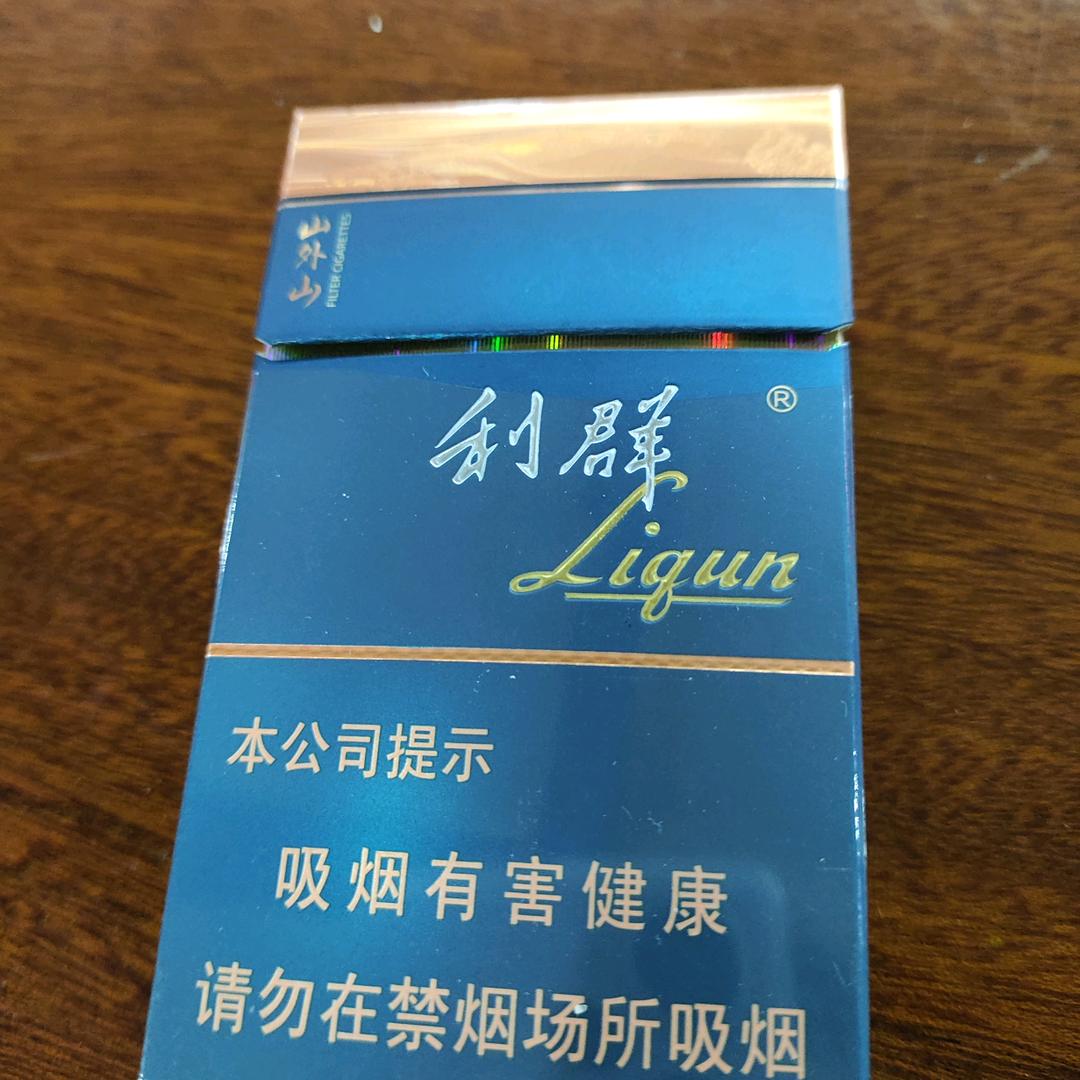 山外山
FILTER CIGARETTES
利群
®
Liqun
本公司提示
吸烟有害健康
请勿在禁烟场所吸烟